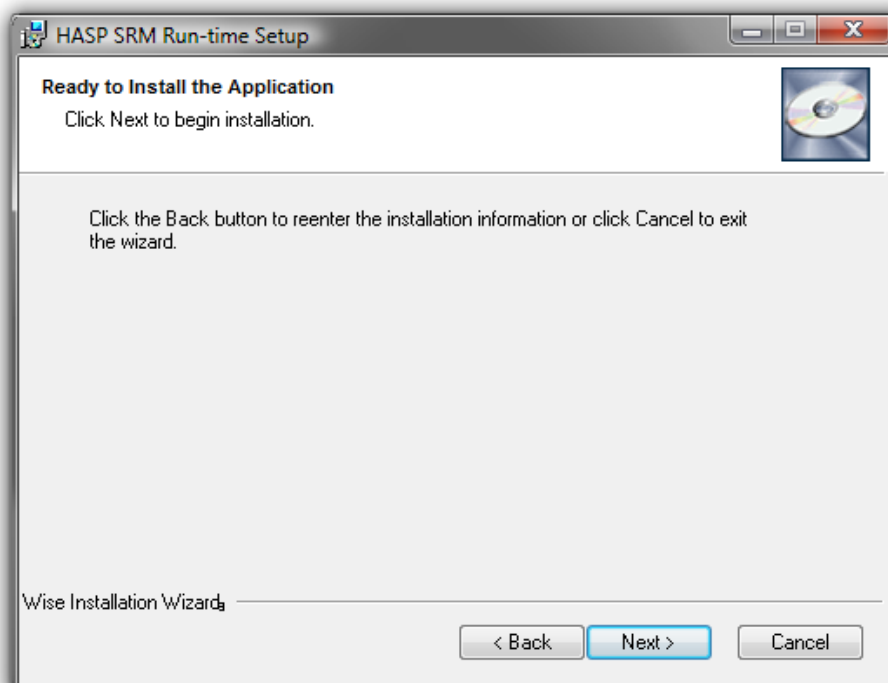 HASP SRM Run-time Setup
Ready to Install the Application
Click Next to begin installation.
Click the Back button to reenter the installation information or click Cancel to exit
the wizard.
Wise Installation Wizard
< Back Next > Cancel